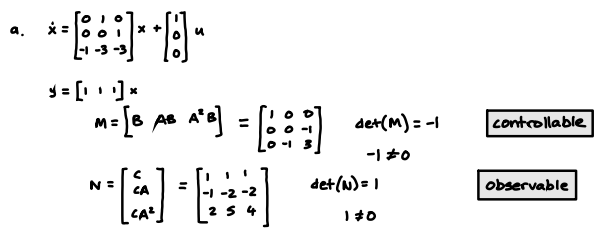 a. ẋ = [0 1 0; 0 0 1; -1 -3 -3] x + [1; 0; 0] u
y = [1 1 1] x
M = [B AB A²B] = [1 0 0; 0 0 -1; 0 -1 3] det(M) = -1 controllable
-1 ≠ 0
N = [C; CA; CA²] = [1 1 1; -1 -2 -2; 2 5 4] det(N) = 1 observable
1 ≠ 0